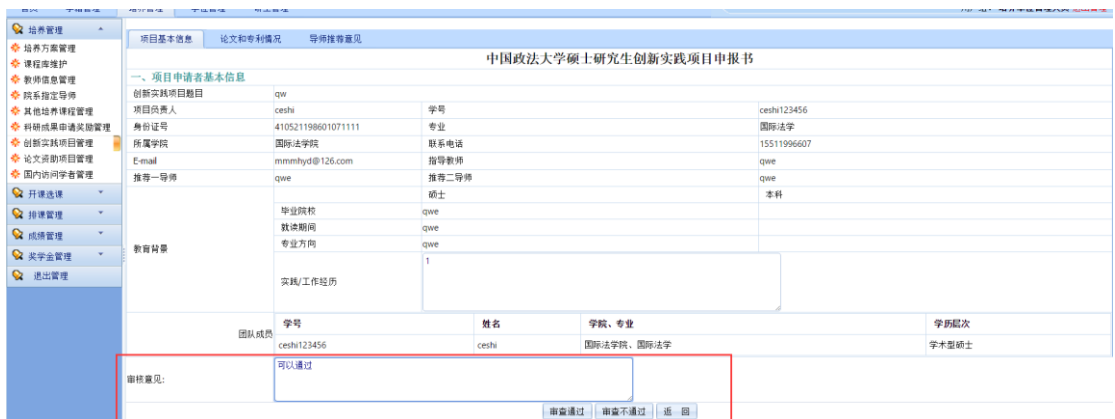 培养管理
培养方案管理
课程库维护
教师信息管理
院系指定导师
其他培养课程管理
科研成果申请奖励管理
创新实践项目管理
论文资助项目管理
国内访问学者管理
开课选课
排课管理
成绩管理
奖学金管理
退出管理
项目基本信息 论文和专利情况 导师推荐意见
中国政法大学硕士研究生创新实践项目申报书
一、项目申请者基本信息
创新实践项目题目 qw
项目负责人 ceshi 学号 ceshi123456
身份证号 410521198601071111 专业 国际法学
所属学院 国际法学院 联系电话 15511996607
E-mail mmmhyd@126.com 指导教师 qwe
推荐一导师 qwe 推荐二导师 qwe
硕士 本科
教育背景
毕业院校 qwe
就读期间 qwe
专业方向 qwe
实践/工作经历 1
团队成员
学号 姓名 学院、专业 学历层次
ceshi123456 ceshi 国际法学院、国际法学 学术型硕士
审核意见: 可以通过
审查通过 审查不通过 返 回